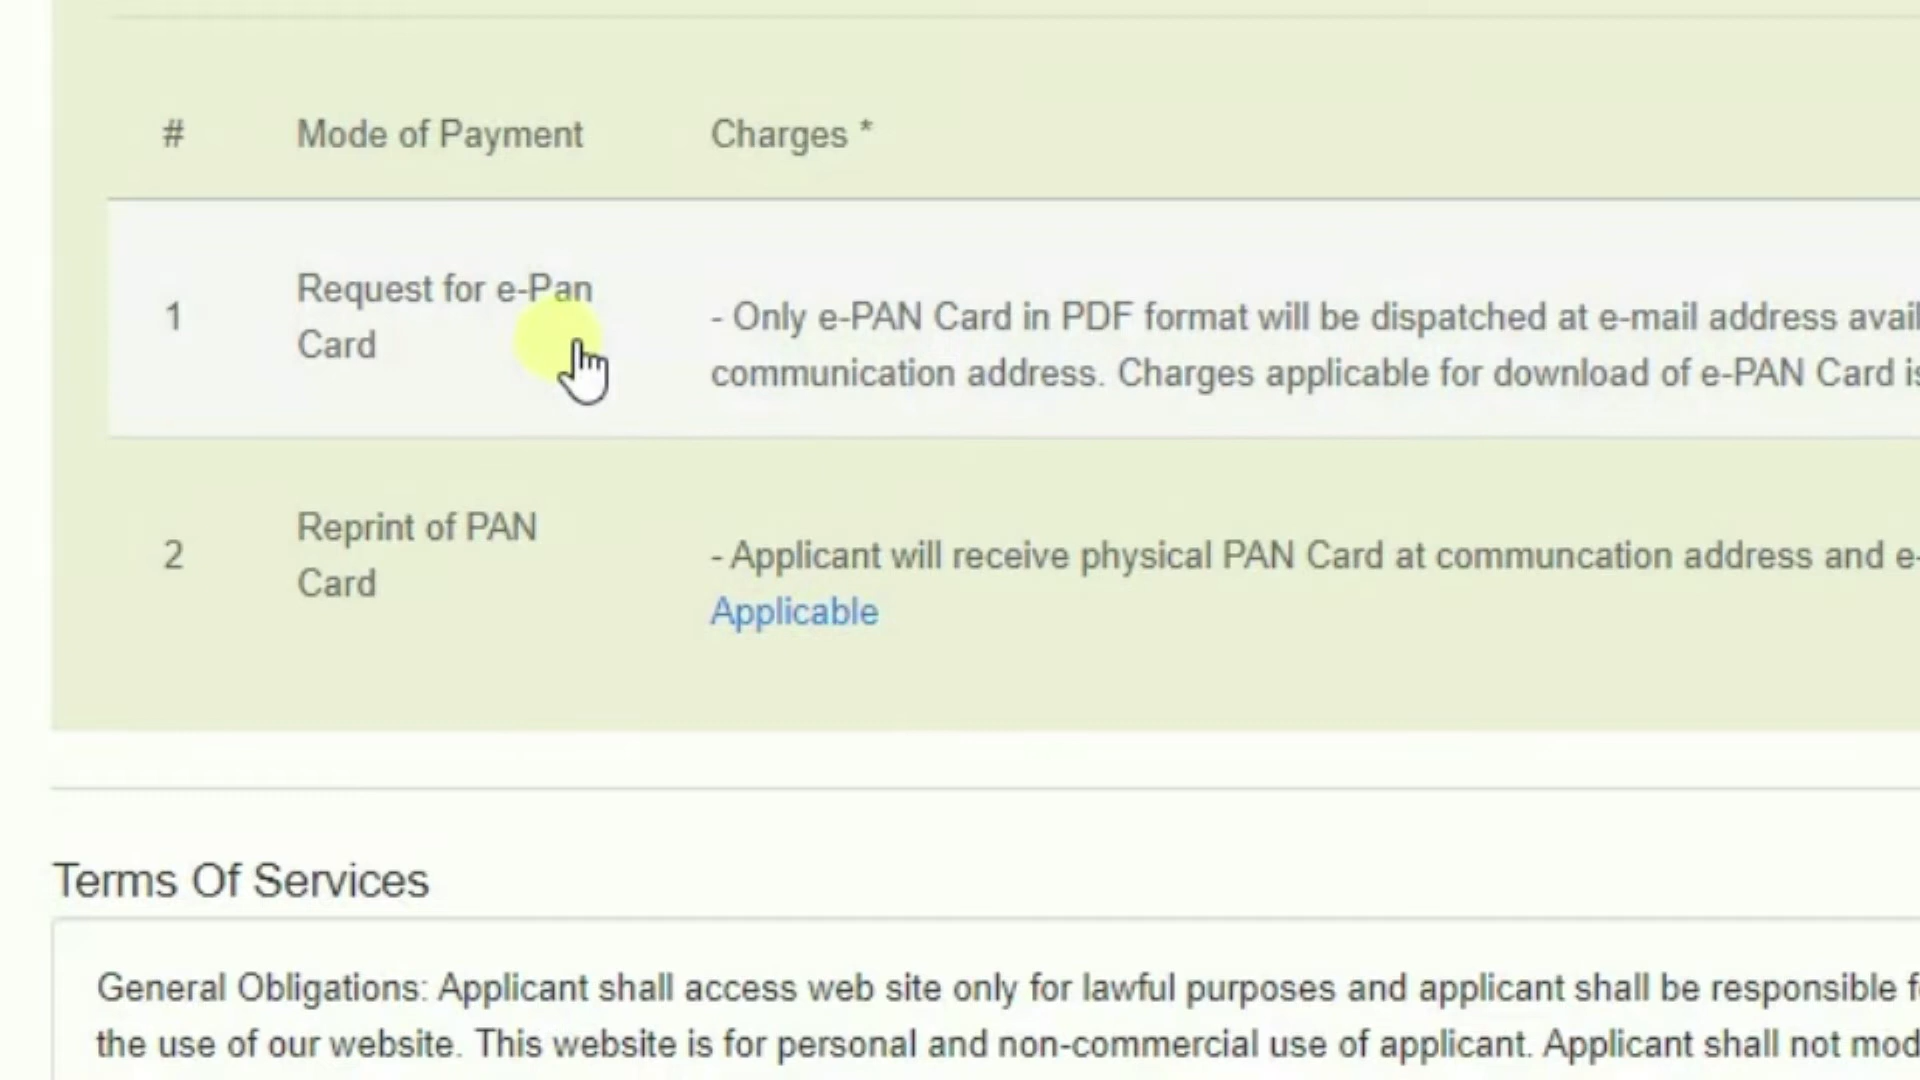 # Mode of Payment Charges *
1 Request for e-Pan Card
- Only e-PAN Card in PDF format will be dispatched at e-mail address
communication address. Charges applicable for download of e-PAN Card
2 Reprint of PAN Card
- Applicant will receive physical PAN Card at communcation address and
Applicable
Terms Of Services
General Obligations: Applicant shall access web site only for lawful purposes and applicant shall be responsible
the use of our website. This website is for personal and non-commercial use of applicant. Applicant shall not